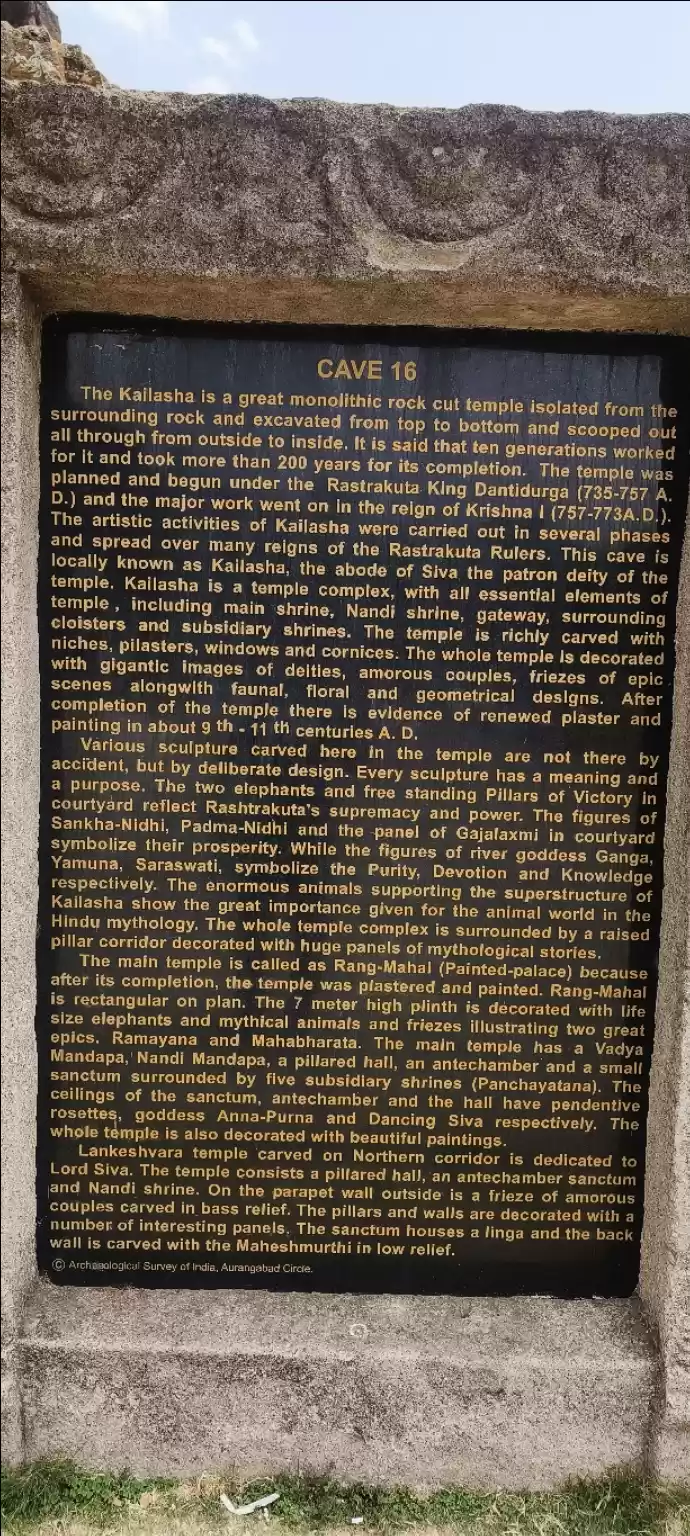 CAVE 16
The Kailasha is a great monolithic rock cut temple isolated from the
surrounding rock and excavated from top to bottom and scooped out
all through from outside to inside. It is said that ten generations worked
for it and took more than 200 years for its completion. The temple was
planned and begun under the Rastrakuta King Dantidurga (735-757 A.
D.) and the major work went on in the reign of Krishna I (757-773A.D.).
The artistic activities of Kailasha were carried out in several phases
and spread over many reigns of the Rastrakuta Rulers. This cave is
locally known as Kailasha, the abode of Siva the patron deity of the
temple. Kailasha is a temple complex, with all essential elements of
temple , including main shrine, Nandi shrine, gateway, surrounding
cloisters and subsidiary shrines. The temple is richly carved with
niches, pilasters, windows and cornices. The whole temple is decorated
with gigantic images of deities, amorous couples, friezes of epic
scenes alongwith faunal, floral and geometrical designs. After
completion of the temple there is evidence of renewed plaster and
painting in about 9 th - 11 th centuries A. D.
Various sculpture carved here in the temple are not there by
accident, but by deliberate design. Every sculpture has a meaning and
a purpose. The two elephants and free standing Pillars of Victory in
courtyard reflect Rashtrakuta's supremacy and power. The figures of
Sankha-Nidhi, Padma-Nidhi and the panel of Gajalaxmi in courtyard
symbolize their prosperity. While the figures of river goddess Ganga,
Yamuna, Saraswati, symbolize the Purity, Devotion and Knowledge
respectively. The enormous animals supporting the superstructure of
Kailasha show the great importance given for the animal world in the
Hindu mythology. The whole temple complex is surrounded by a raised
pillar corridor decorated with huge panels of mythological stories.
The main temple is called as Rang-Mahal (Painted-palace) because
after its completion, the temple was plastered and painted. Rang-Mahal
is rectangular on plan. The 7 meter high plinth is decorated with life
size elephants and mythical animals and friezes illustrating two great
epics. Ramayana and Mahabharata. The main temple has a Vadya
Mandapa, Nandi Mandapa, a pillared hall, an antechamber and a small
sanctum surrounded by five subsidiary shrines (Panchayatana). The
ceilings of the sanctum, antechamber and the hall have pendentive
rosettes, goddess Anna-Purna and Dancing Siva respectively. The
whole temple is also decorated with beautiful paintings.
Lankeshvara temple carved on Northern corridor is dedicated to
Lord Siva. The temple consists a pillared hall, an antechamber sanctum
and Nandi shrine. On the parapet wall outside is a frieze of amorous
couples carved in bass relief. The pillars and walls are decorated with a
number of interesting panels. The sanctum houses a linga and the back
wall is carved with the Maheshmurthi in low relief.
© Archaeological Survey of India, Aurangabad Circle.